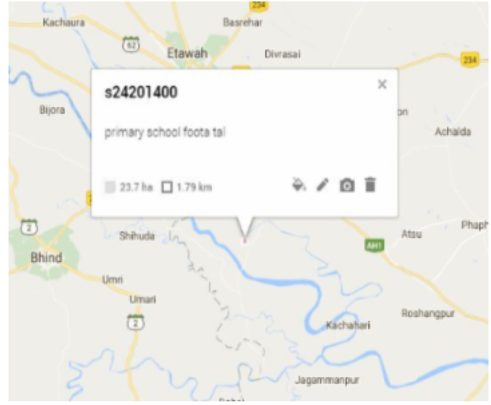 Kachaura
Basrehar
234
62
Etawah
Divrasai
234
s24201400
×
Bijora
on
primary school foota tal
Achalda
23.7 ha 1.79 km
2
Shihuda
AH1
Atsu
Phaph
Bhind
Umri
Umari
2
Kachahari
Roshangpur
Jagammanpur